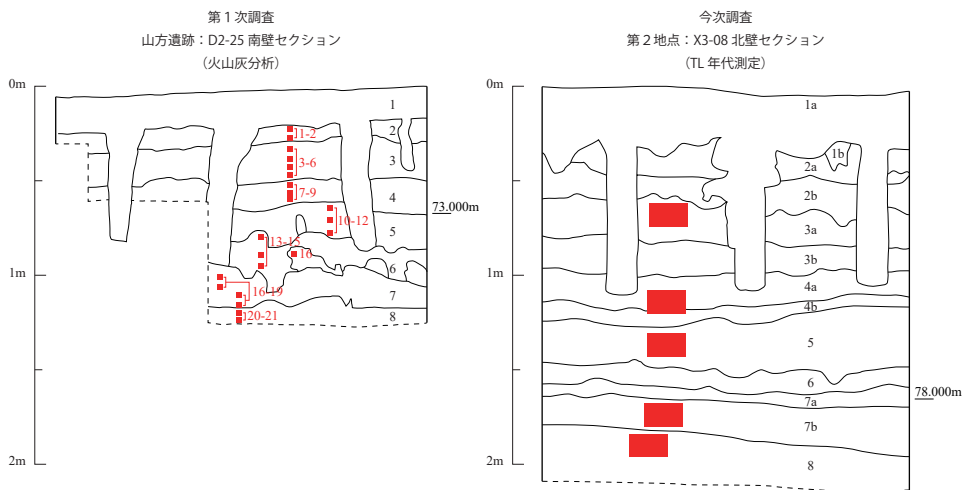 第1次調査
山方遺跡：D2-25 南壁セクション
（火山灰分析）
0m
1
2
1-2
3
3-6
7-9
4
73.000m
10-12
5
13-15
16
1m
6
16-19
7
20-21
8
2m
今次調査
第2地点：X3-08 北壁セクション
（TL 年代測定）
0m
1a
1b
2a
2b
3a
3b
1m
4a
4b
5
6
78.000m
7a
7b
8
2m